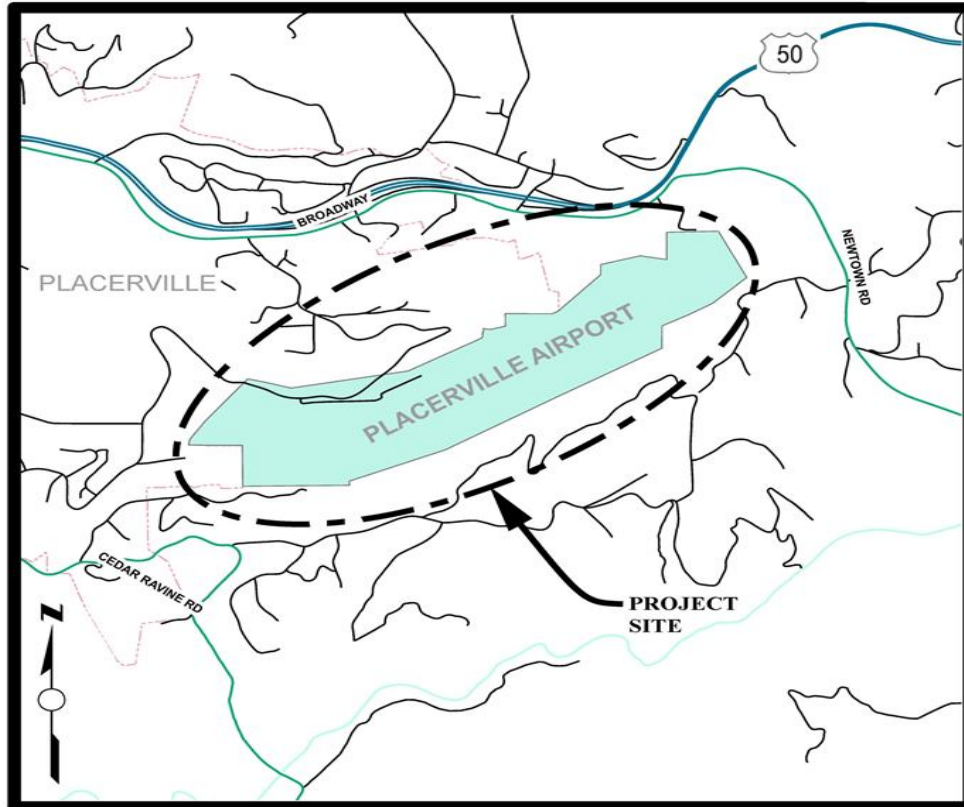 50
BROADWAY
PLACERVILLE
NEWTOWN RD
PLACERVILLE AIRPORT
CEDAR RAVINE RD
PROJECT
SITE
N